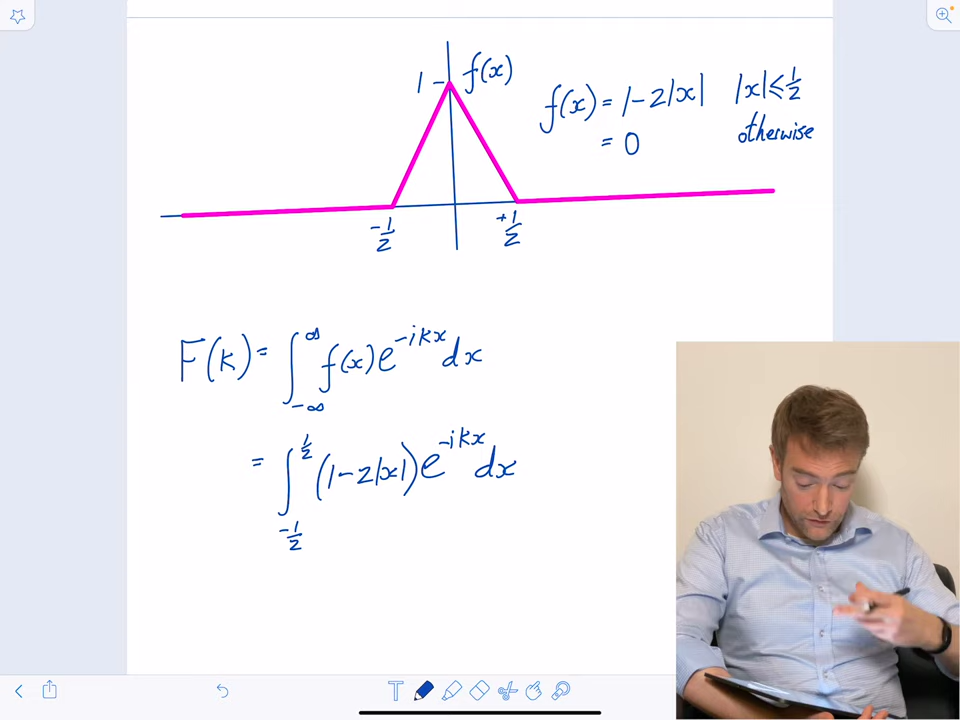 1 f(x)
f(x) = 1-2|x| |x| ≤ 1/2
= 0 otherwise
-1/2 +1/2
F(k) = ∫_{-∞}^{∞} f(x)e^{-ikx}dx
= ∫_{-1/2}^{1/2} (1-2|x|)e^{-ikx}dx
T